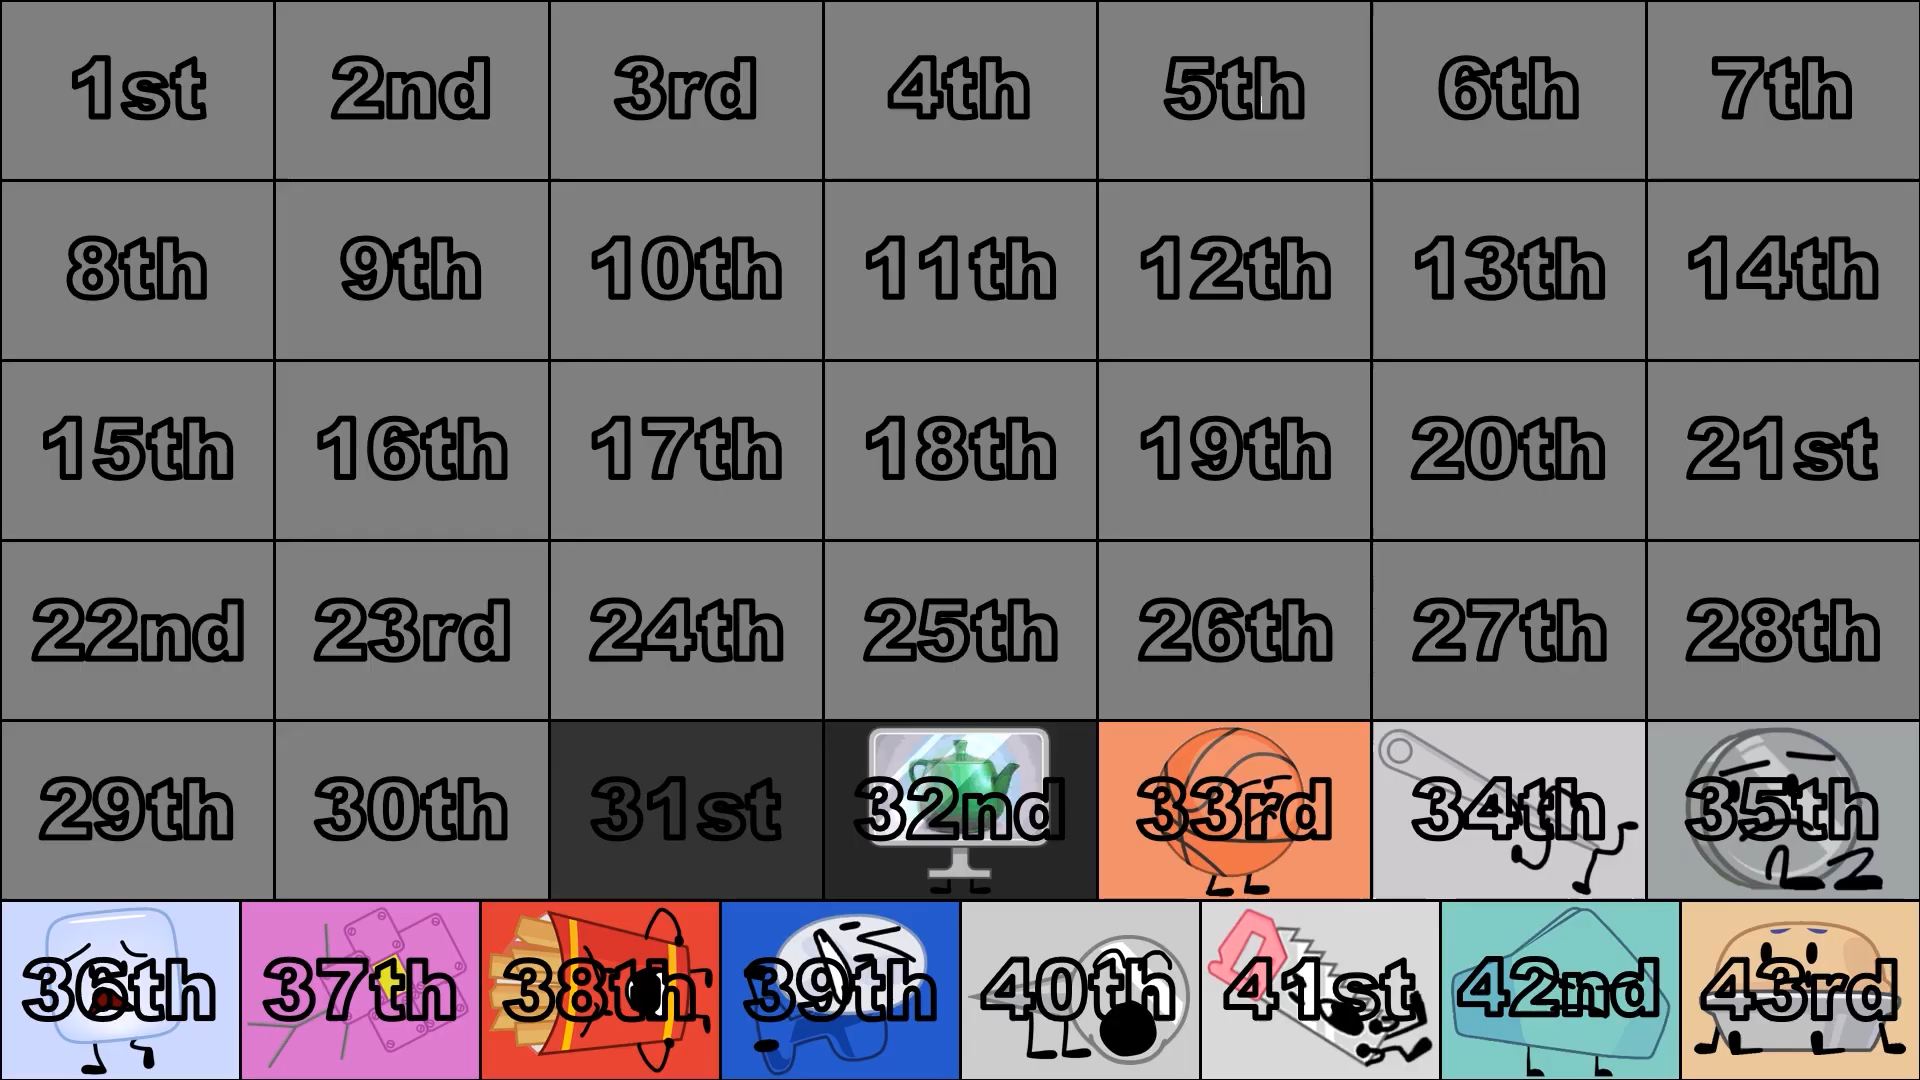 1st 2nd 3rd 4th 5th 6th 7th
8th 9th 10th 11th 12th 13th 14th
15th 16th 17th 18th 19th 20th 21st
22nd 23rd 24th 25th 26th 27th 28th
29th 30th 31st 32nd 33rd 34th 35th
36th 37th 38th 39th 40th 41st 42nd 43rd